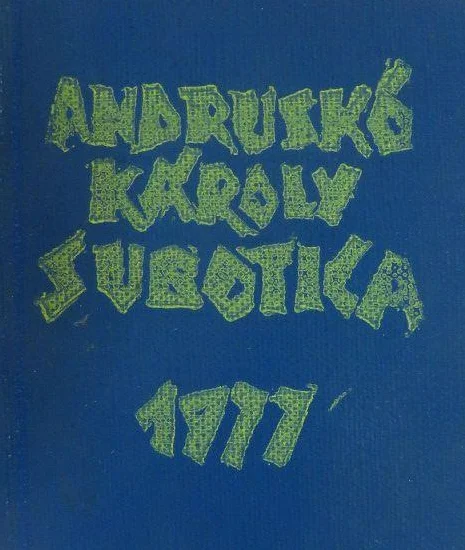 ANDRUSKÓ
KÁROLY
SUBOTICA
1977